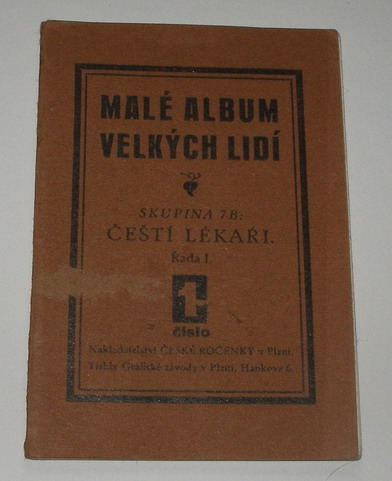 MALÉ ALBUM
VELKÝCH LIDÍ
SKUPINA 7B:
ČEŠTÍ LÉKAŘI.
Řada I.
1
číslo
Nakladatelství ČESKÉ ROČENKY v Plzni.
Tiskly Grafické závody v Plzni, Hankova 6.